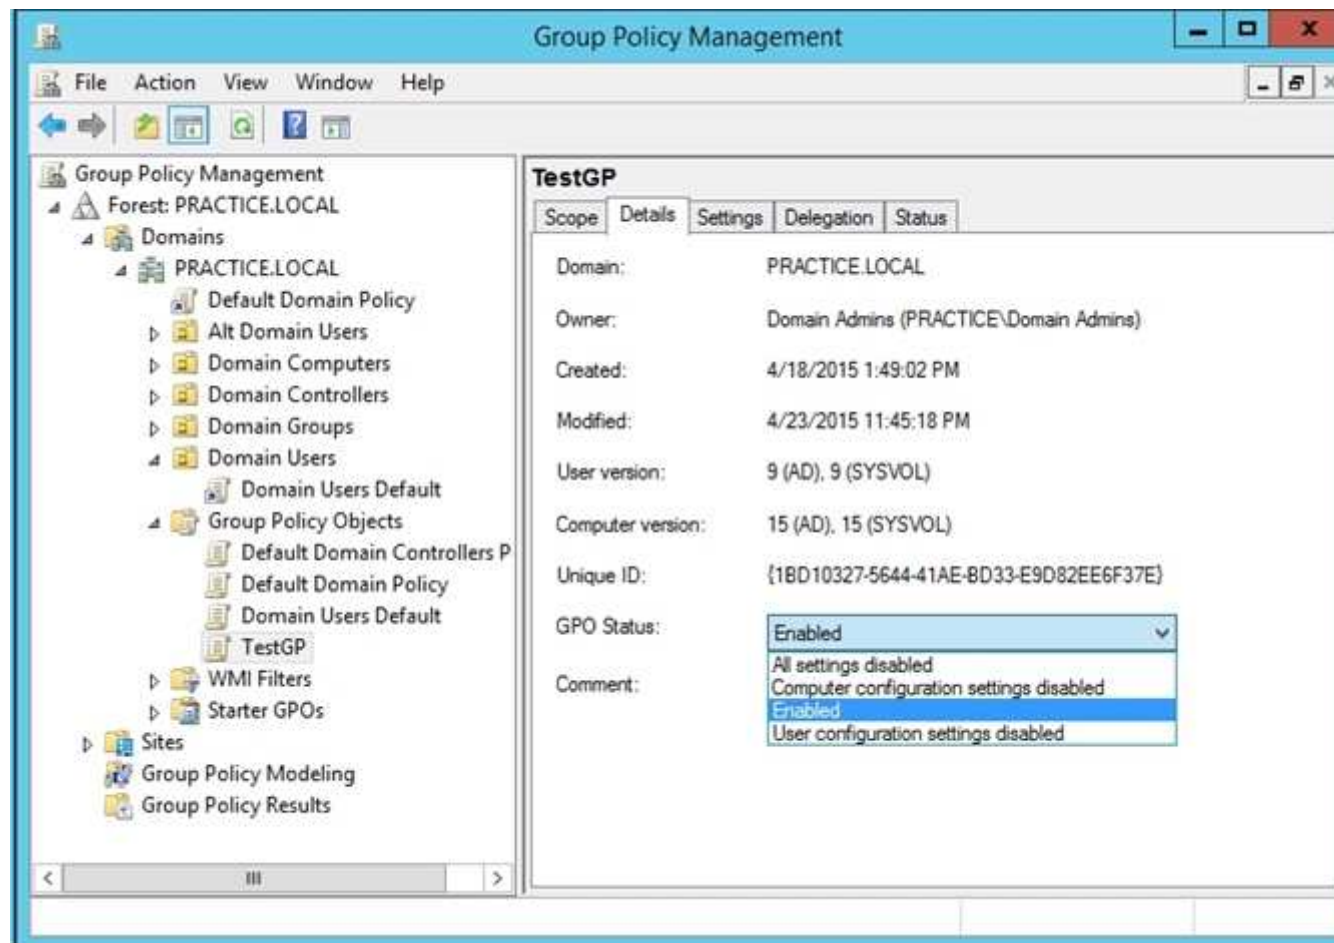 Group Policy Management
File Action View Window Help
Group Policy Management
Forest: PRACTICE.LOCAL
Domains
PRACTICE.LOCAL
Default Domain Policy
Alt Domain Users
Domain Computers
Domain Controllers
Domain Groups
Domain Users
Domain Users Default
Group Policy Objects
Default Domain Controllers P
Default Domain Policy
Domain Users Default
TestGP
WMI Filters
Starter GPOs
Sites
Group Policy Modeling
Group Policy Results
TestGP
Scope Details Settings Delegation Status
Domain: PRACTICE.LOCAL
Owner: Domain Admins (PRACTICE\Domain Admins)
Created: 4/18/2015 1:49:02 PM
Modified: 4/23/2015 11:45:18 PM
User version: 9 (AD), 9 (SYSVOL)
Computer version: 15 (AD), 15 (SYSVOL)
Unique ID: {1BD10327-5644-41AE-BD33-E9D82EE6F37E}
GPO Status: Enabled
All settings disabled
Computer configuration settings disabled
Enabled
User configuration settings disabled
Comment: